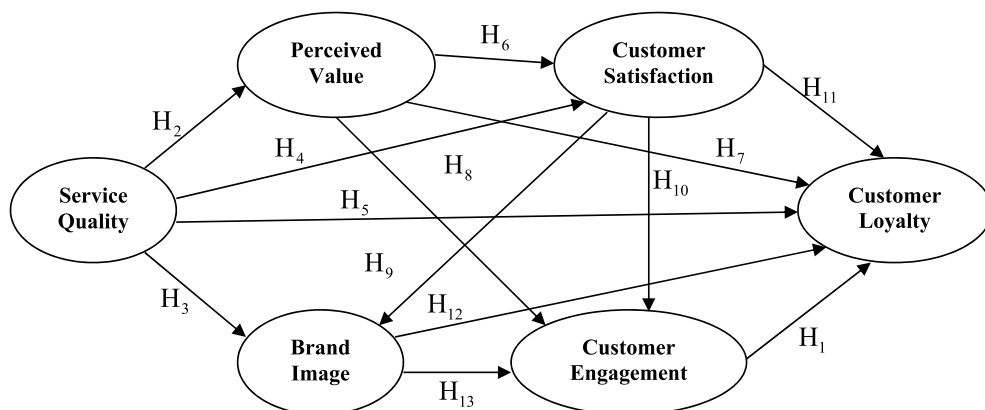 Perceived
Value
H6
Customer
Satisfaction
H11
H2
H4
H8
H7
H10
Service
Quality
H5
Customer
Loyalty
H3
H9
H12
Brand
Image
H13
Customer
Engagement
H1